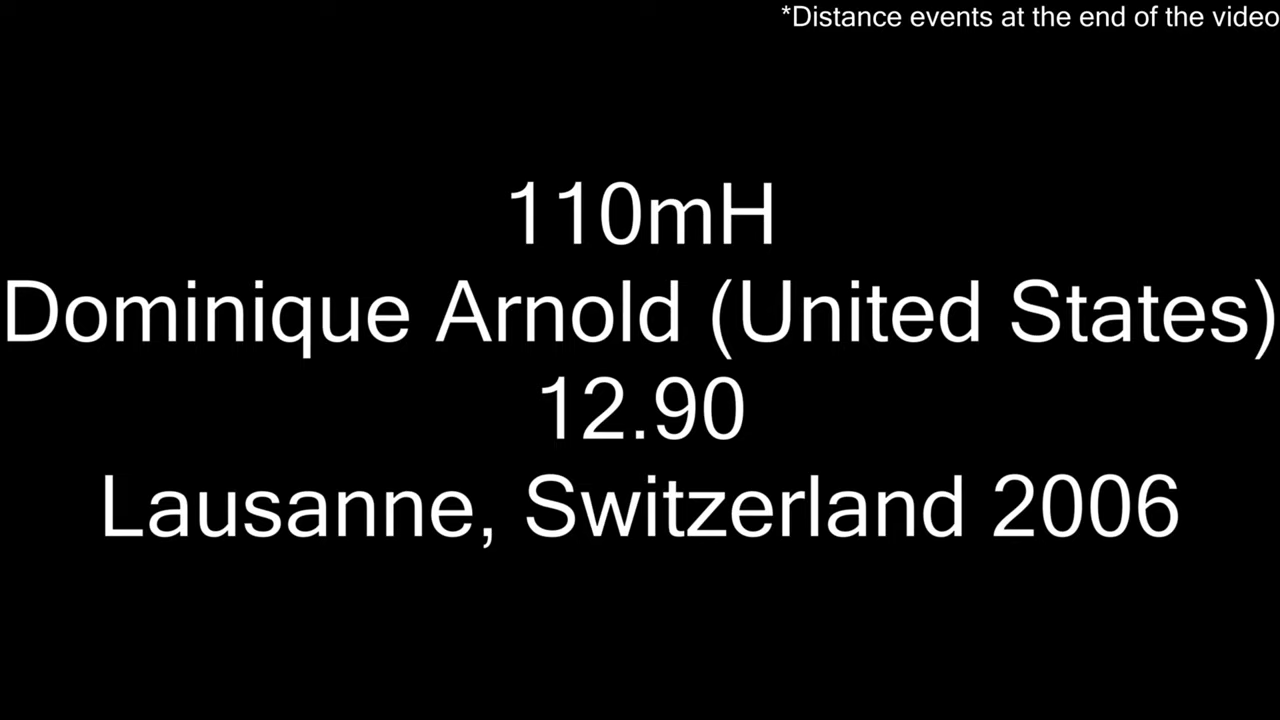 *Distance events at the end of the video
110mH
Dominique Arnold (United States)
12.90
Lausanne, Switzerland 2006